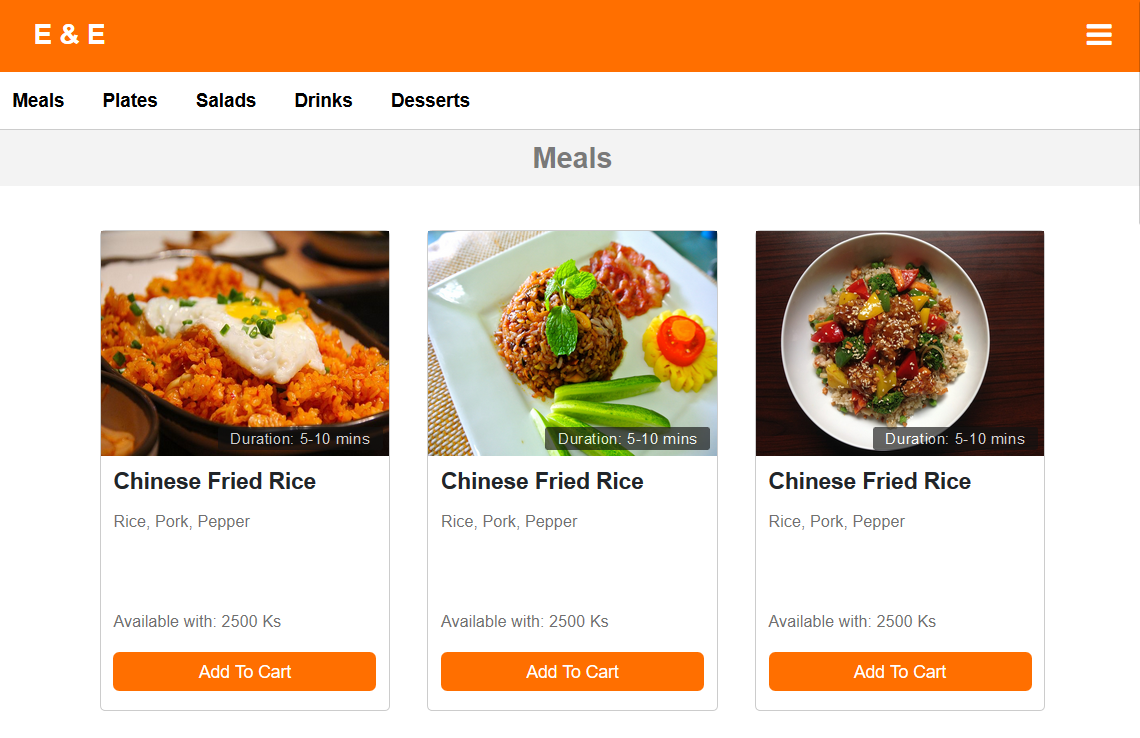 E & E
Meals Plates Salads Drinks Desserts
Meals
Duration: 5-10 mins
Chinese Fried Rice
Rice, Pork, Pepper
Available with: 2500 Ks
Add To Cart
Duration: 5-10 mins
Chinese Fried Rice
Rice, Pork, Pepper
Available with: 2500 Ks
Add To Cart
Duration: 5-10 mins
Chinese Fried Rice
Rice, Pork, Pepper
Available with: 2500 Ks
Add To Cart